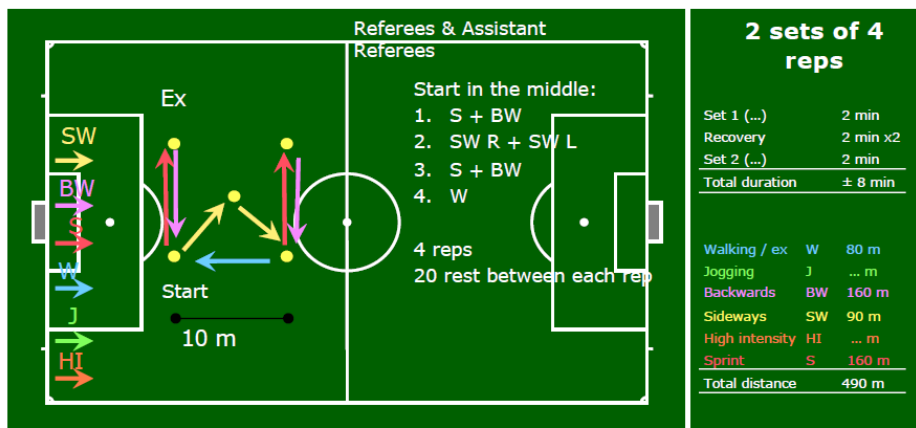 Referees & Assistant
Referees
Ex
Start in the middle:
1. S + BW
2. SW R + SW L
3. S + BW
4. W
4 reps
20 rest between each rep
SW
BW
S
W
J
HI
Start
10 m
2 sets of 4
reps
Set 1 (...) 2 min
Recovery 2 min x2
Set 2 (...) 2 min
Total duration ± 8 min
Walking / ex W 80 m
Jogging J ... m
Backwards BW 160 m
Sideways SW 90 m
High intensity HI ... m
Sprint S 160 m
Total distance 490 m